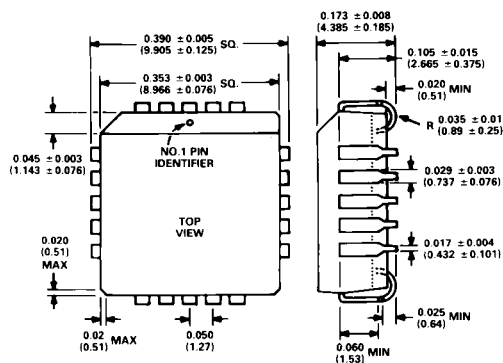 0.390 ± 0.005
(9.905 ± 0.125) SQ.
0.353 ± 0.003
(8.966 ± 0.076) SQ.
0.173 ± 0.008
(4.385 ± 0.185)
0.105 ± 0.015
(2.665 ± 0.375)
0.020
(0.51) MIN
R 0.035 ± 0.01
(0.89 ± 0.25)
NO.1 PIN
IDENTIFIER
0.045 ± 0.003
(1.143 ± 0.076)
0.029 ± 0.003
(0.737 ± 0.076)
TOP
VIEW
0.020
(0.51)
MAX
0.017 ± 0.004
(0.432 ± 0.101)
0.02
(0.51) MAX
0.050
(1.27)
0.060
(1.53) MIN
0.025
(0.64) MIN